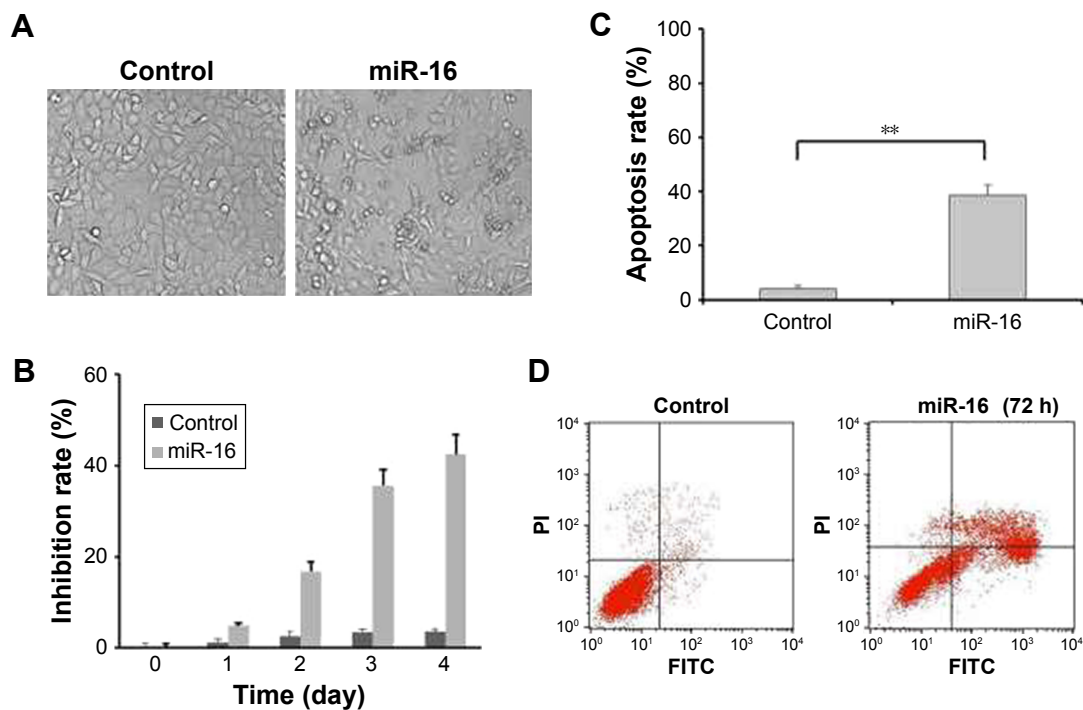 A
Control
miR-16
B
60
40
20
0
Inhibition rate (%)
Control
miR-16
0 1 2 3 4
Time (day)
C
100
80
60
40
20
0
Apoptosis rate (%)
**
Control
miR-16
D
Control
10⁴
10³
10²
10¹
10⁰
PI
10⁰ 10¹ 10² 10³ 10⁴
FITC
miR-16 (72 h)
10⁴
10³
10²
10¹
10⁰
PI
10⁰ 10¹ 10² 10³ 10⁴
FITC